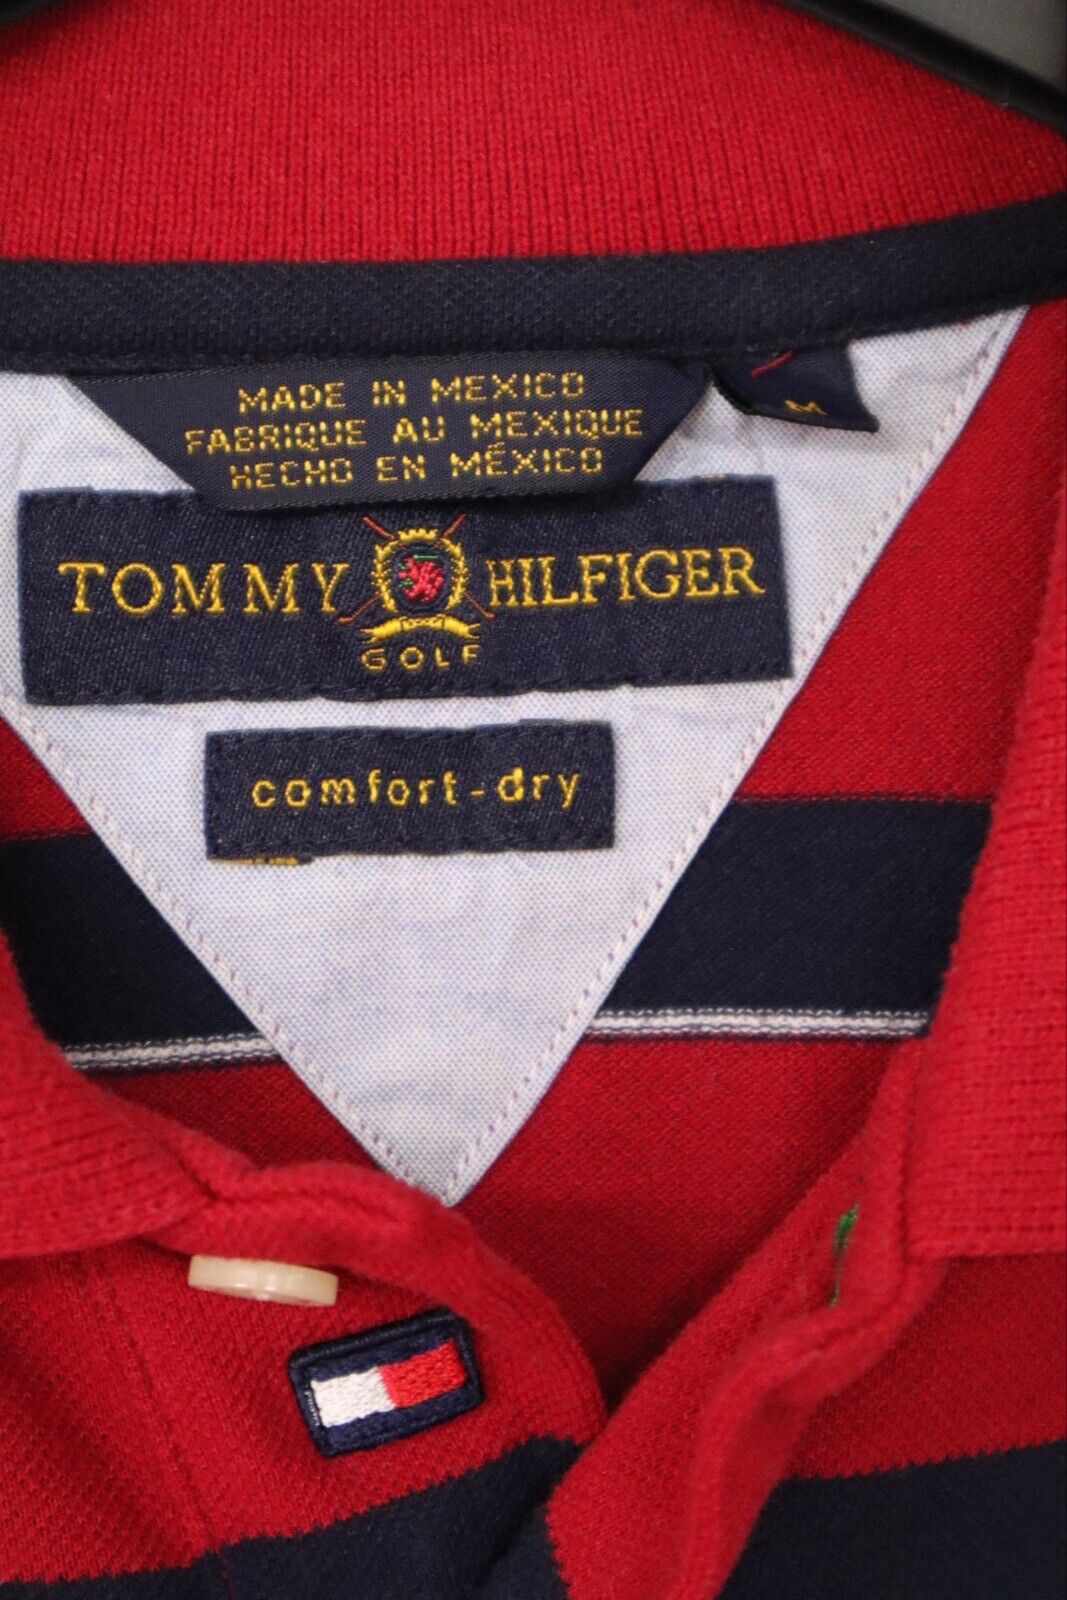 MADE IN MEXICO
FABRIQUE AU MEXIQUE
HECHO EN MÉXICO
M
TOMMY HILFIGER
GOLF
comfort-dry